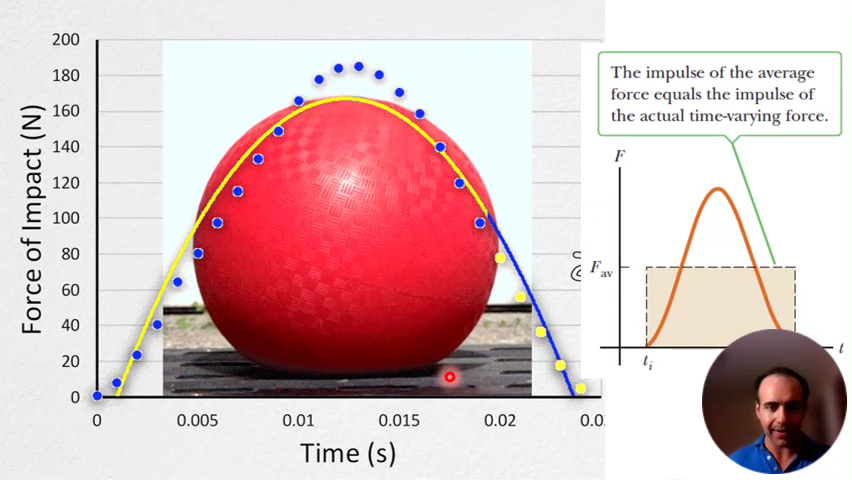 200
180
160
140
120
100
80
60
40
20
0
Force of Impact (N)
0
0.005
0.01
0.015
0.02
Time (s)
The impulse of the average
force equals the impulse of
the actual time-varying force.
F
Fav
ti
t